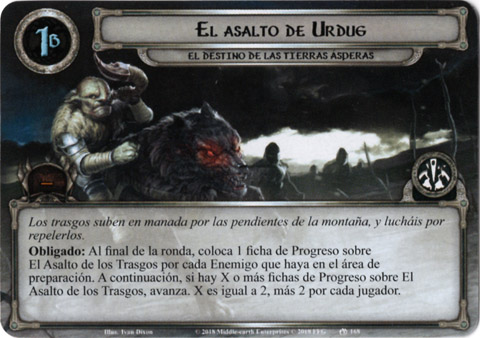 1B
EL ASALTO DE URDUG
EL DESTINO DE LAS TIERRAS ÁSPERAS
Los trasgos suben en manada por las pendientes de la montaña, y lucháis por
repelerlos.
Obligado: Al final de la ronda, coloca 1 ficha de Progreso sobre
El Asalto de los Trasgos por cada Enemigo que haya en el área de
preparación. A continuación, si hay X o más fichas de Progreso sobre El
Asalto de los Trasgos, avanza. X es igual a 2, más 2 por cada jugador.
Illus. Ivan Dixon
© 2018 Middle-earth Enterprises © 2018 FFG
168